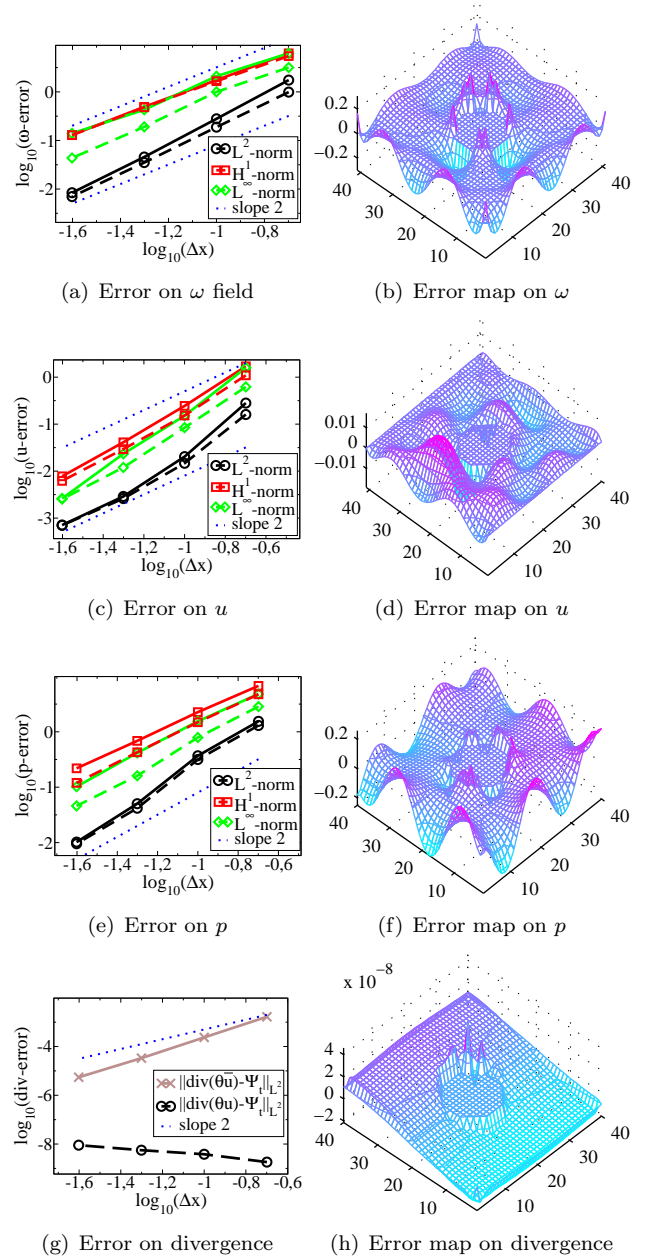 log10(ω-error)
0
-1
-2
-1,6 -1,4 -1,2 -1 -0,8
log10(Δx)
L²-norm
H¹-norm
L∞-norm
slope 2
0.2
0
−0.2
40
30
20
10
10
20
30
40
(a) Error on ω field
(b) Error map on ω
log10(u-error)
0
-1
-2
-3
-1,6 -1,4 -1,2 -1 -0,8 -0,6
log10(Δx)
L²-norm
H¹-norm
L∞-norm
slope 2
0.01
0
−0.01
40
30
20
10
10
20
30
40
(c) Error on u
(d) Error map on u
log10(p-error)
0
-1
-2
-1,6 -1,4 -1,2 -1 -0,8 -0,6
log10(Δx)
L²-norm
H¹-norm
L∞-norm
slope 2
0.2
0
−0.2
40
30
20
10
10
20
30
40
(e) Error on p
(f) Error map on p
log10(div-error)
-4
-6
-8
-1,6 -1,4 -1,2 -1 -0,8 -0,6
log10(Δx)
||div(θu̅)-Ψt||L²
||div(θu)-Ψt||L²
slope 2
x 10⁻⁸
4
2
0
−2
40
30
20
10
10
20
30
40
(g) Error on divergence
(h) Error map on divergence